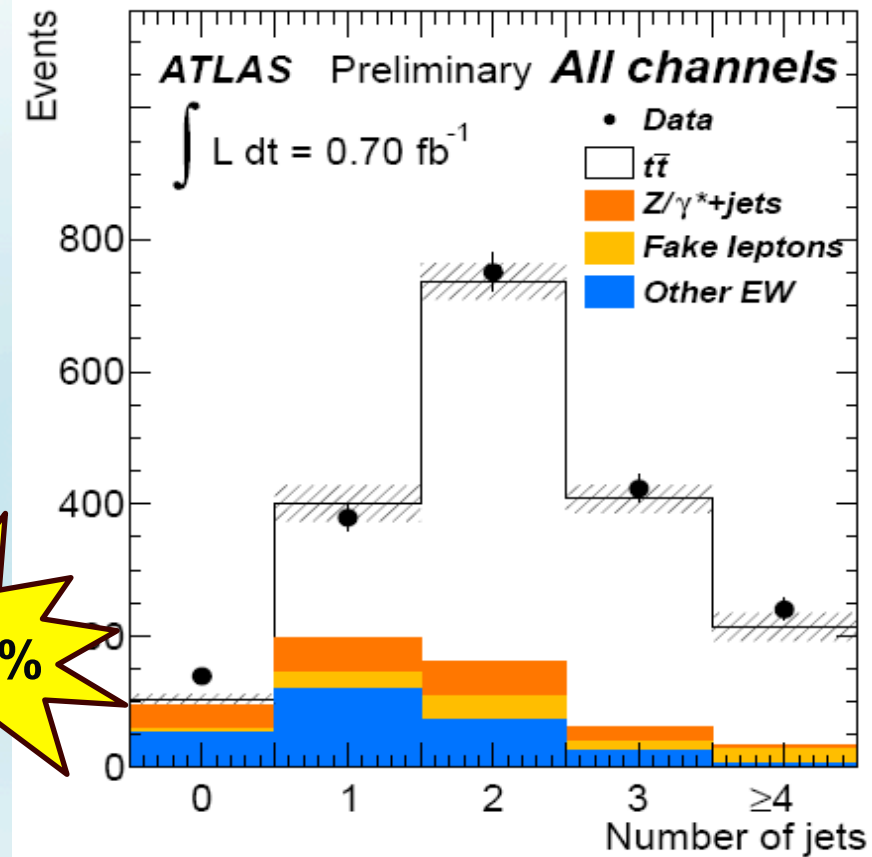 Events
ATLAS Preliminary All channels
∫ L dt = 0.70 fb⁻¹
Data
tt̄
Z/γ*+jets
Fake leptons
Other EW
800
600
400
%
0
0 1 2 3 ≥4
Number of jets